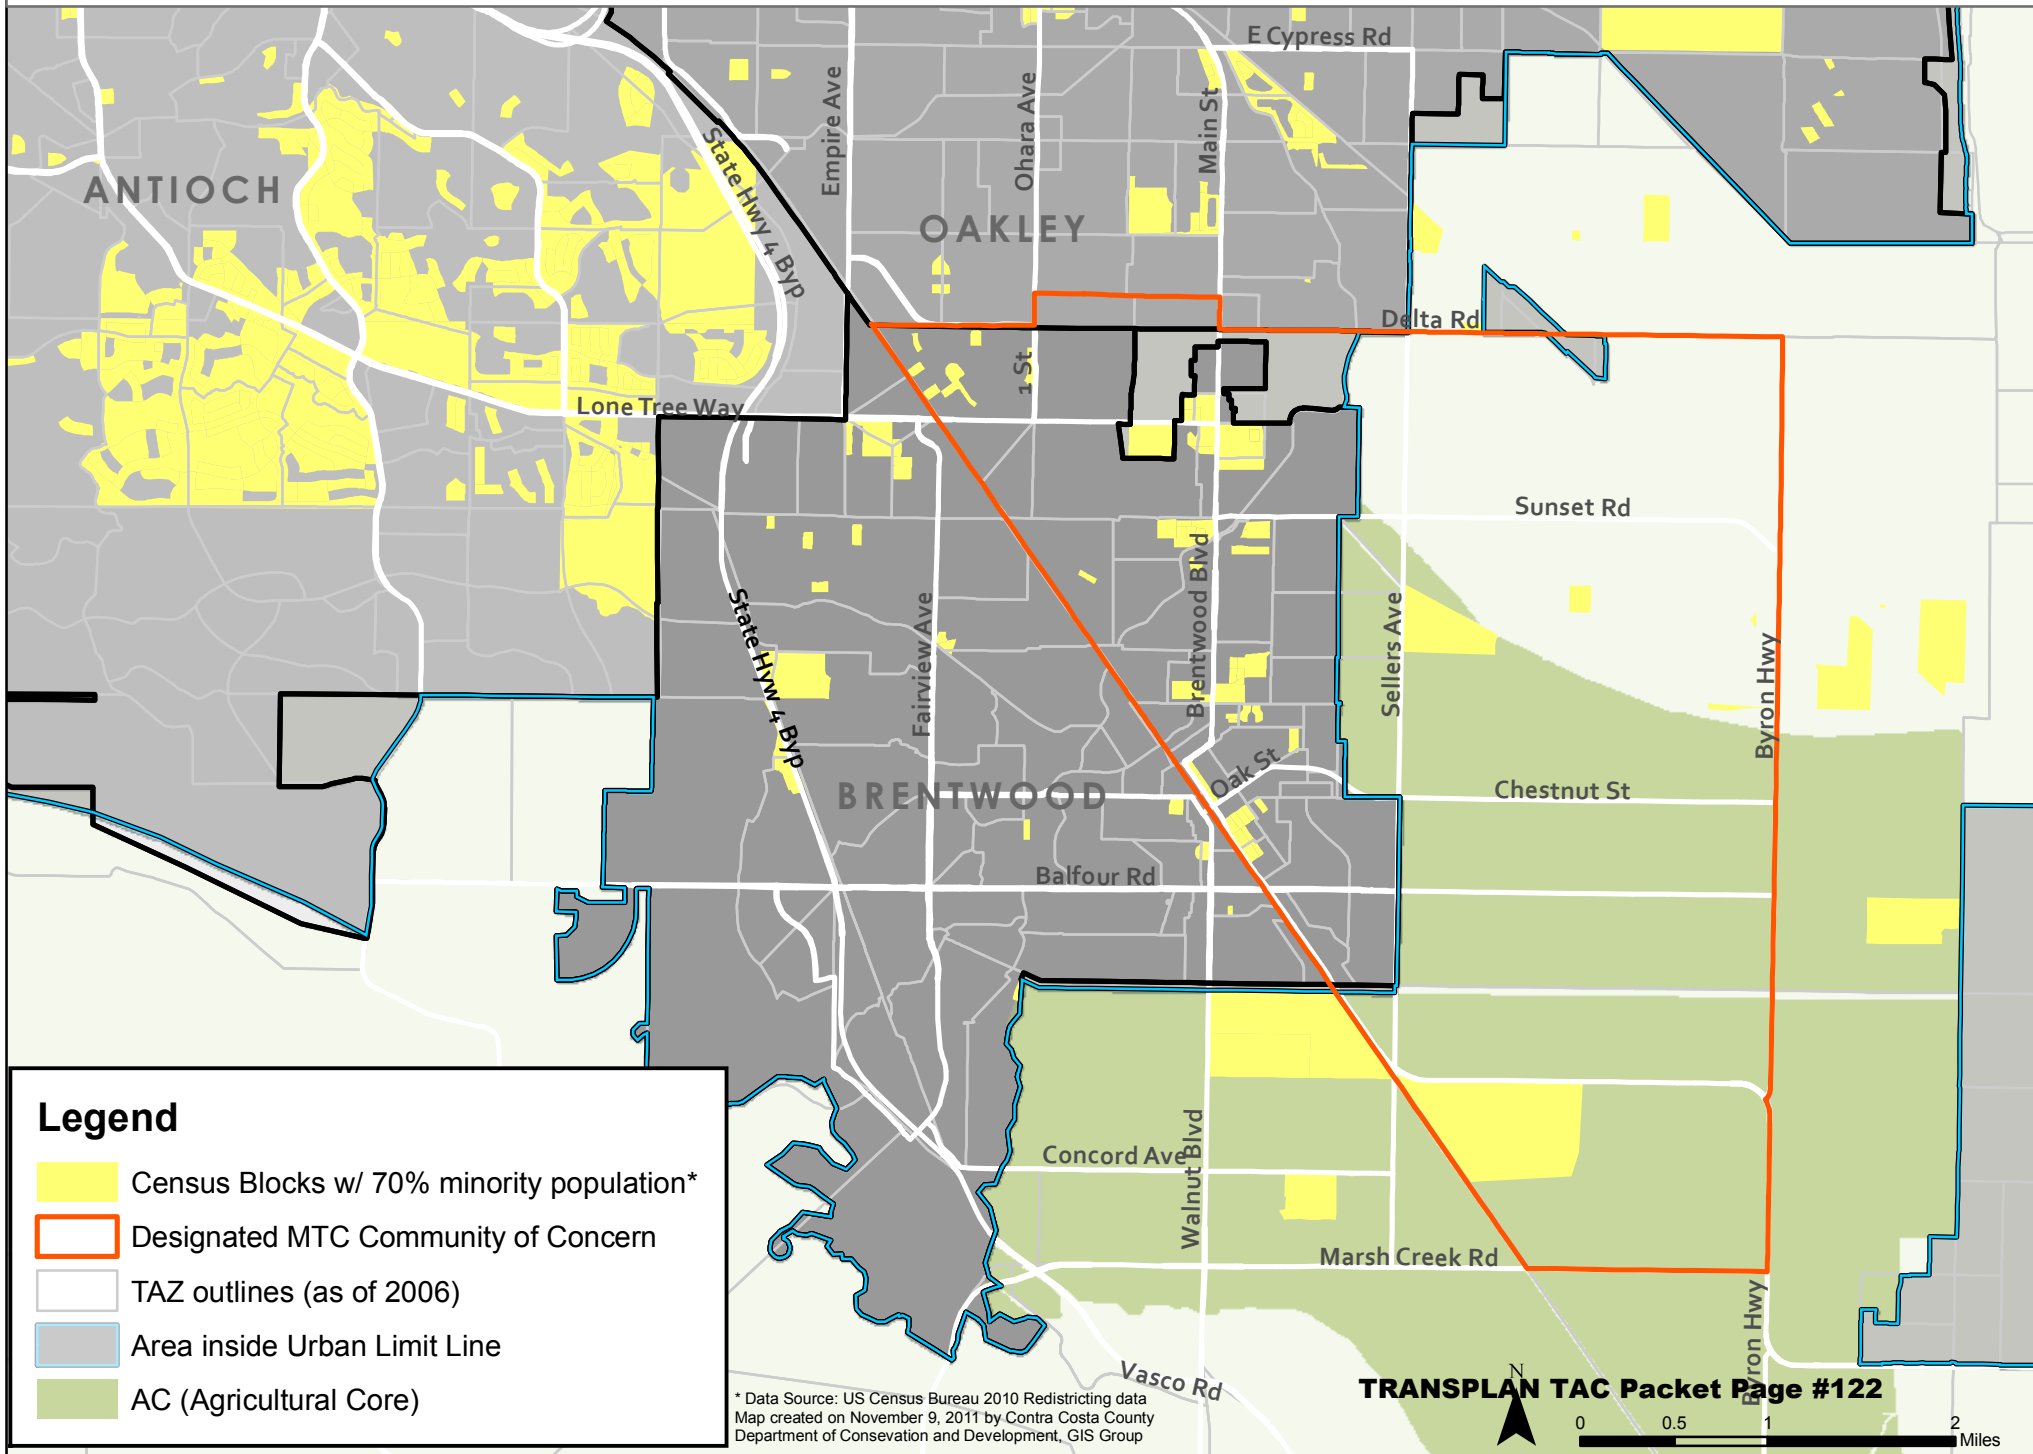 E Cypress Rd
Empire Ave
Ohara Ave
Main St
State Hwy 4 Byp
ANTIOCH
OAKLEY
Delta Rd
1 St
Lone Tree Way
Sunset Rd
Brentwood Blvd
State Hyw 4 Byp
Fairview Ave
Sellers Ave
Byron Hwy
Oak St
BRENTWOOD
Chestnut St
Balfour Rd
Legend
Census Blocks w/ 70% minority population*
Designated MTC Community of Concern
TAZ outlines (as of 2006)
Area inside Urban Limit Line
AC (Agricultural Core)
Concord Ave
Walnut Blvd
Marsh Creek Rd
Byron Hwy
Vasco Rd
* Data Source: US Census Bureau 2010 Redistricting data
Map created on November 9, 2011 by Contra Costa County
Department of Consevation and Development, GIS Group
N
TRANSPLAN TAC Packet Page #122
0 0.5 1 2
Miles